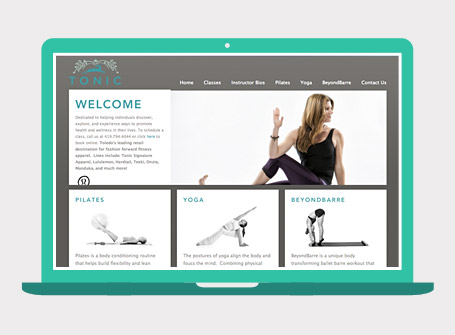 TONIC
Home Classes Instructor Bios Pilates Yoga BeyondBarre Contact Us
WELCOME
Dedicated to helping individuals discover,
explore, and experience ways to promote
health and wellness in their lives. To schedule a
class, call us at 419.794.6044 or click here to
book online. Toledo's leading retail
destination for fashion forward fitness
apparel. Lines include: Tonic Signature
Apparel, Lululemon, Hardtail, Teeki, Onzie,
Manduka, and much more!
PILATES
YOGA
BEYONDBARRE
Pilates is a body conditioning routine
that helps build flexibility and lean
The postures of yoga align the body and
foucs the mind. Combining physical
BeyondBarre is a unique body
transforming ballet barre workout that